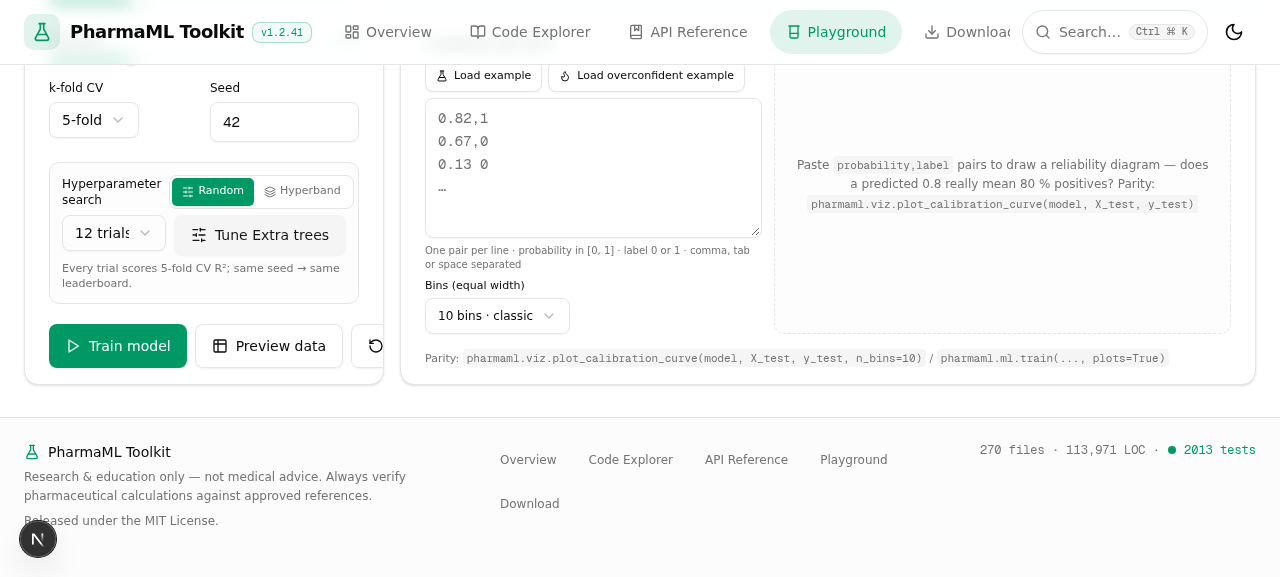 PharmaML Toolkit v1.2.41 Overview Code Explorer API Reference Playground Downloa Search... Ctrl ⌘ K
k-fold CV Seed
5-fold 42
Hyperparameter search Random Hyperband
12 trials Tune Extra trees
Every trial scores 5-fold CV R²; same seed → same
leaderboard.
Train model Preview data
Load example Load overconfident example
0.82,1
0.67,0
0.13 0
…
One pair per line · probability in [0, 1] · label 0 or 1 · comma, tab
or space separated
Bins (equal width)
10 bins · classic
Paste probability,label pairs to draw a reliability diagram — does
a predicted 0.8 really mean 80 % positives? Parity:
pharmaml.viz.plot_calibration_curve(model, X_test, y_test)
Parity: pharmaml.viz.plot_calibration_curve(model, X_test, y_test, n_bins=10) / pharmaml.ml.train(..., plots=True)
PharmaML Toolkit
Research & education only — not medical advice. Always verify
pharmaceutical calculations against approved references.
Released under the MIT License.
Overview Code Explorer API Reference Playground
Download
270 files · 113,971 LOC · 2013 tests
N